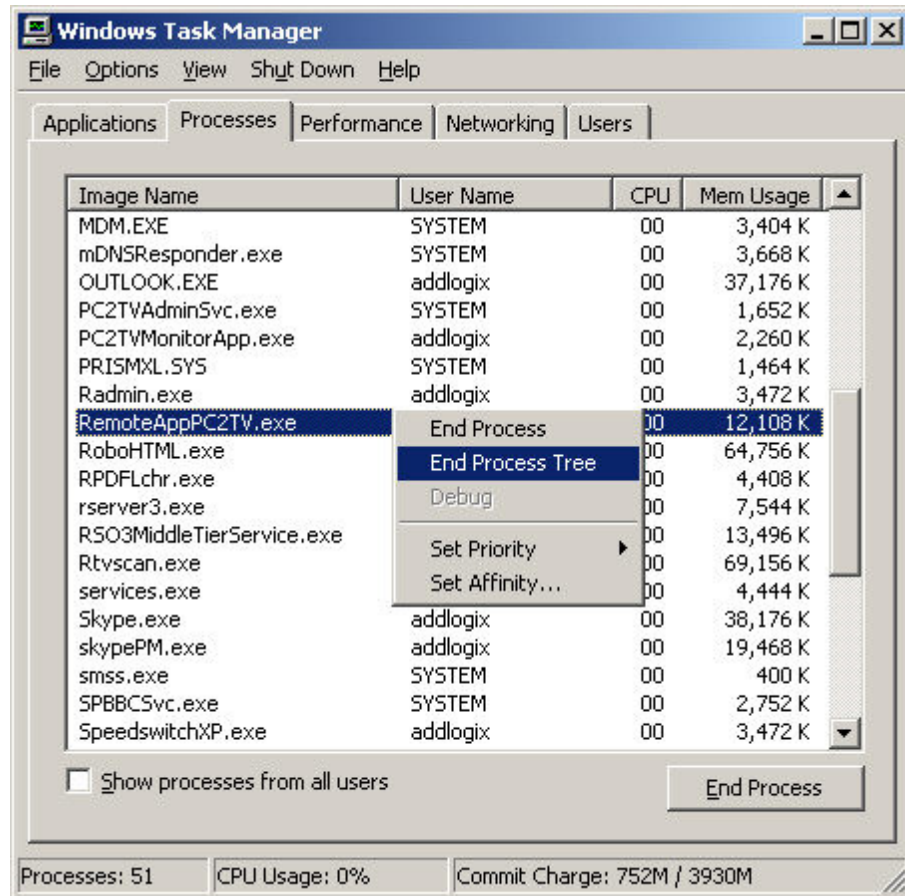 Windows Task Manager
File Options View Shut Down Help
Applications Processes Performance Networking Users
Image Name User Name CPU Mem Usage
MDM.EXE SYSTEM 00 3,404 K
mDNSResponder.exe SYSTEM 00 3,668 K
OUTLOOK.EXE addlogix 00 37,176 K
PC2TVAdminSvc.exe SYSTEM 00 1,652 K
PC2TVMonitorApp.exe addlogix 00 2,260 K
PRISMXL.SYS SYSTEM 00 1,464 K
Radmin.exe addlogix 00 3,472 K
RemoteAppPC2TV.exe 00 12,108 K
End Process
RoboHTML.exe 00 64,756 K
End Process Tree
RPDFLchr.exe 00 4,408 K
Debug
rserver3.exe 00 7,544 K
RSO3MiddleTierService.exe 00 13,496 K
Set Priority
Rtvscan.exe 00 69,156 K
Set Affinity...
services.exe 00 4,444 K
Skype.exe addlogix 00 38,176 K
skypePM.exe addlogix 00 19,468 K
smss.exe SYSTEM 00 400 K
SPBBCSvc.exe SYSTEM 00 2,752 K
SpeedswitchXP.exe addlogix 00 3,472 K
Show processes from all users
End Process
Processes: 51 CPU Usage: 0% Commit Charge: 752M / 3930M